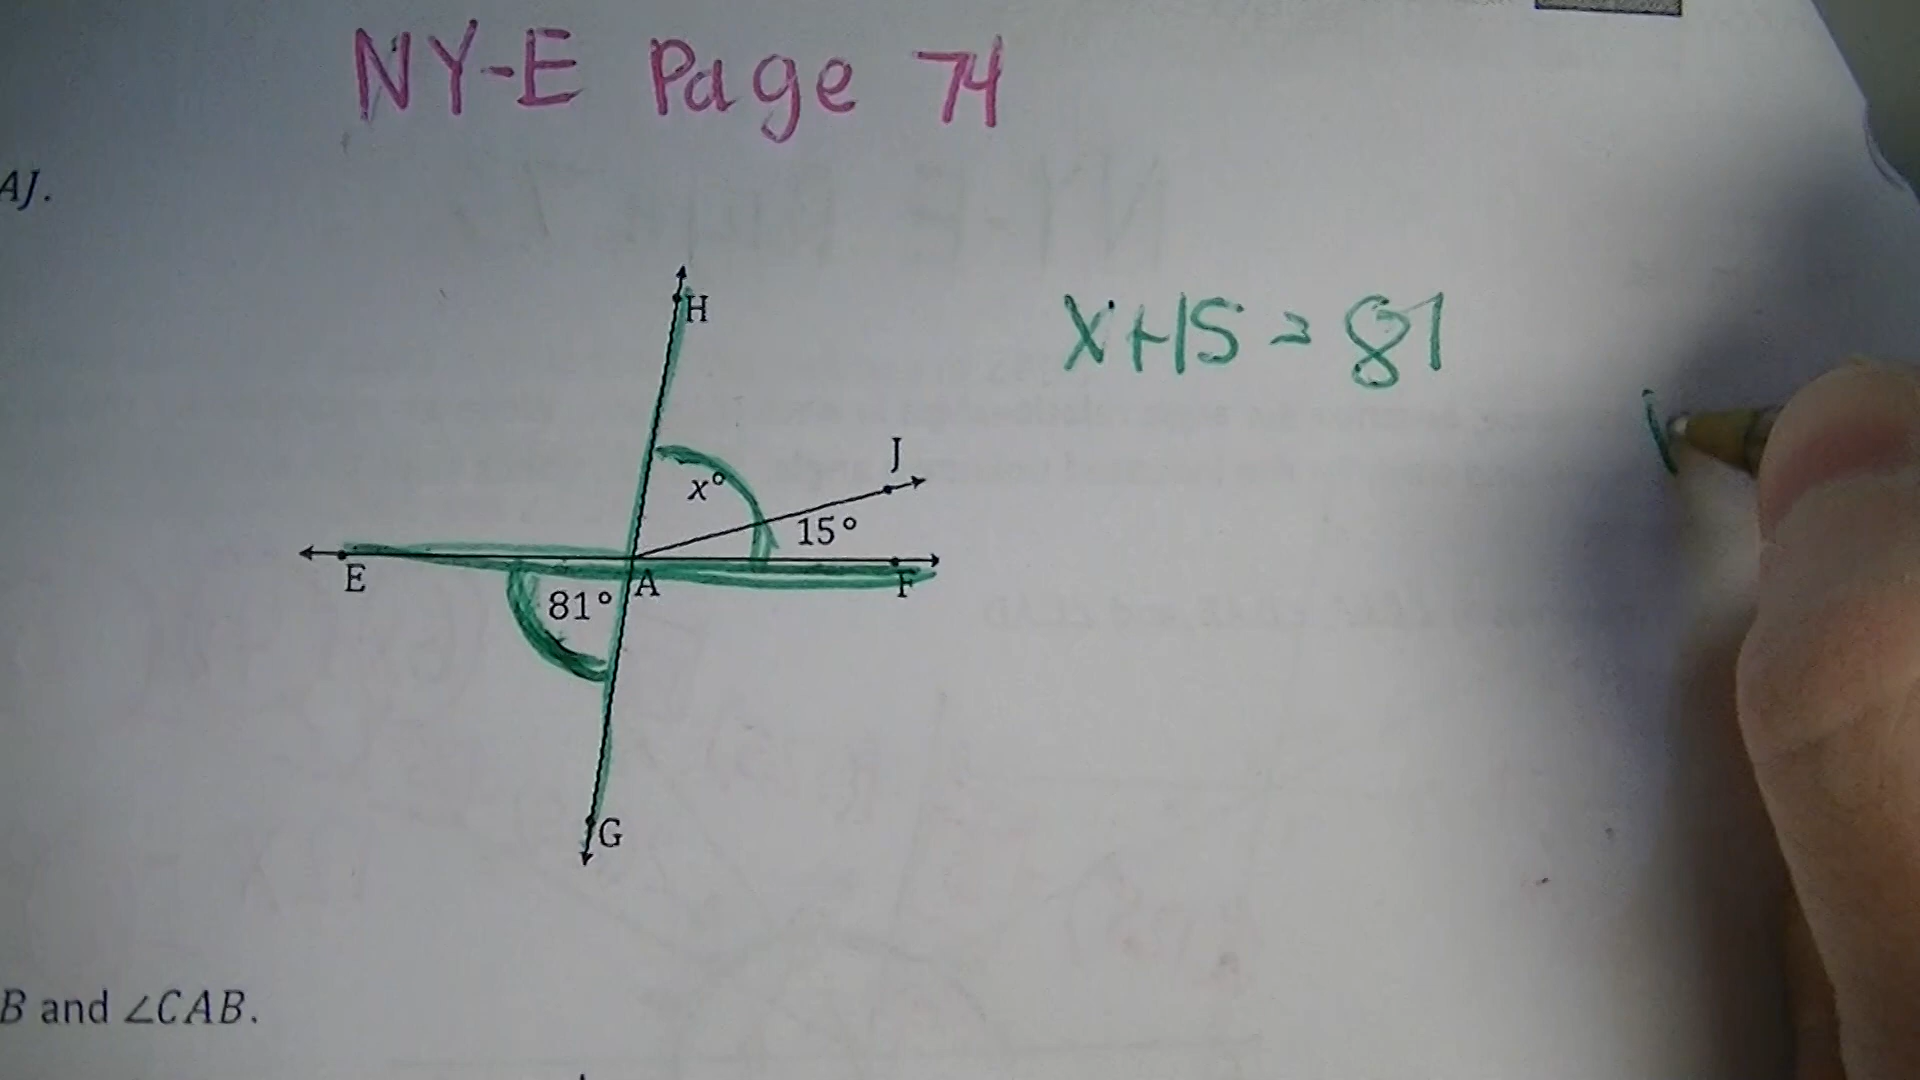 NY-E Page 74
AJ.
H
x+15 = 81
J
x°
15°
E
A
F
81°
G
B and ∠CAB.